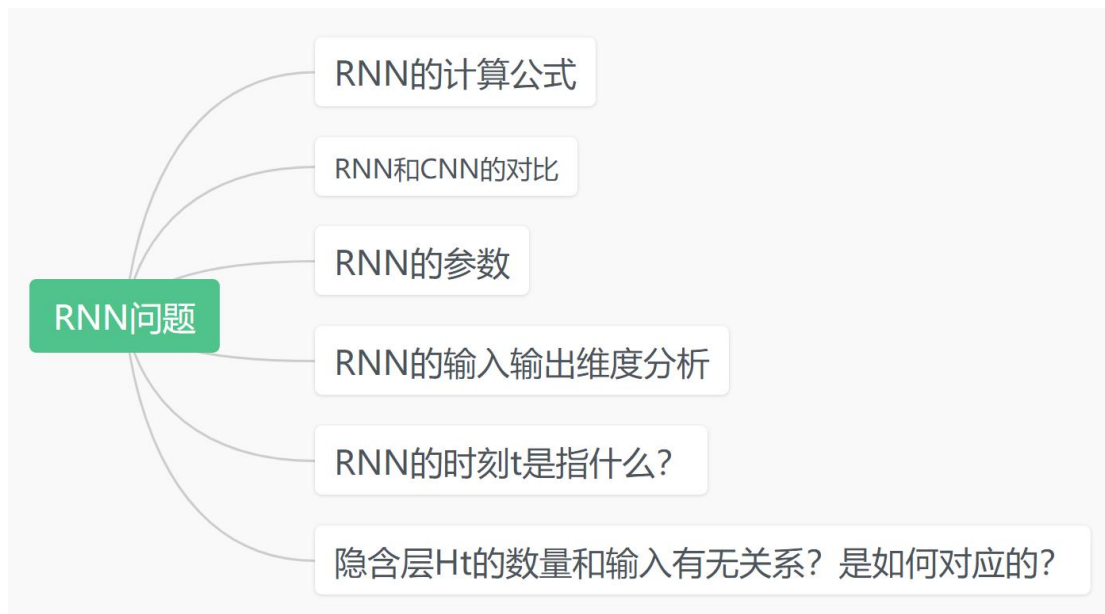 RNN的计算公式
RNN和CNN的对比
RNN的参数
RNN问题
RNN的输入输出维度分析
RNN的时刻t是指什么？
隐含层Ht的数量和输入有无关系？是如何对应的？